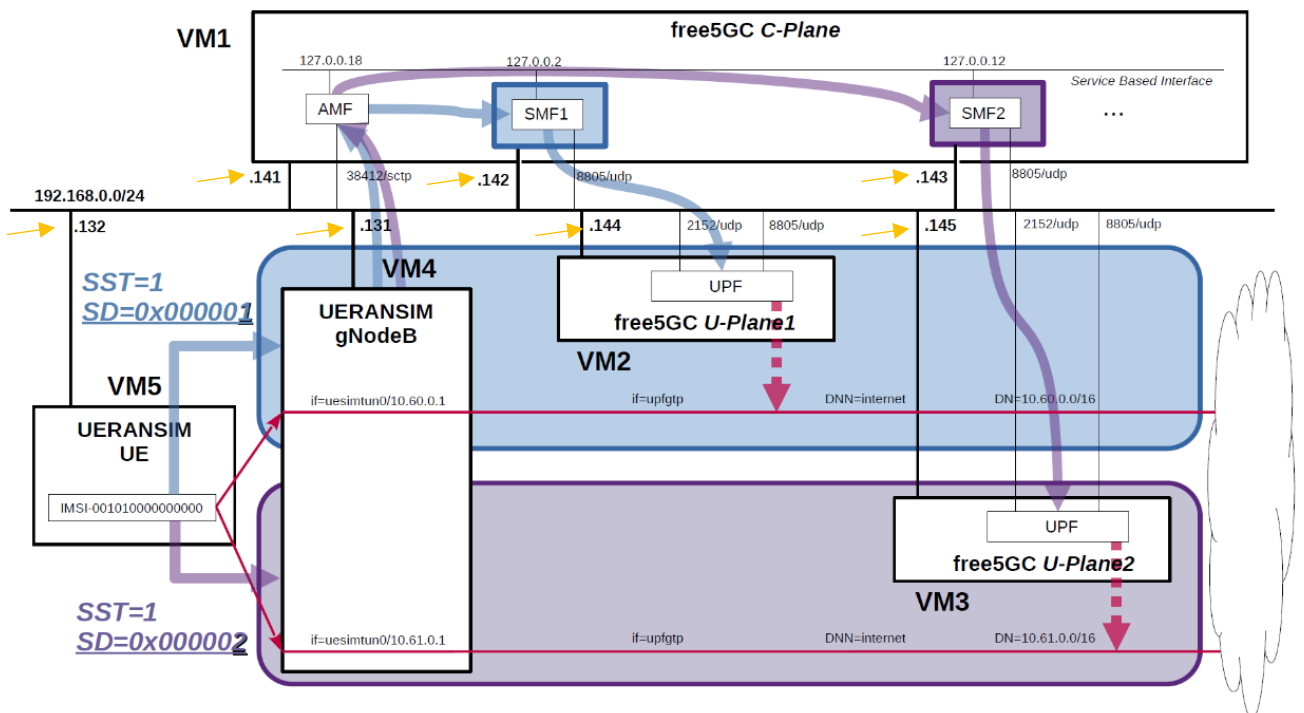 VM1
free5GC C-Plane
127.0.0.18
127.0.0.2
127.0.0.12
Service Based Interface
AMF
SMF1
SMF2
...
.141
38412/sctp
.142
8805/udp
.143
8805/udp
192.168.0.0/24
.132
.131
.144
2152/udp
8805/udp
.145
2152/udp
8805/udp
SST=1
SD=0x000001
VM4
UERANSIM
gNodeB
UPF
free5GC U-Plane1
VM2
VM5
if=uesimtun0/10.60.0.1
if=upfgtp
DNN=internet
DN=10.60.0.0/16
UERANSIM
UE
IMSI-001010000000000
UPF
free5GC U-Plane2
VM3
SST=1
SD=0x000002
if=uesimtun0/10.61.0.1
if=upfgtp
DNN=internet
DN=10.61.0.0/16